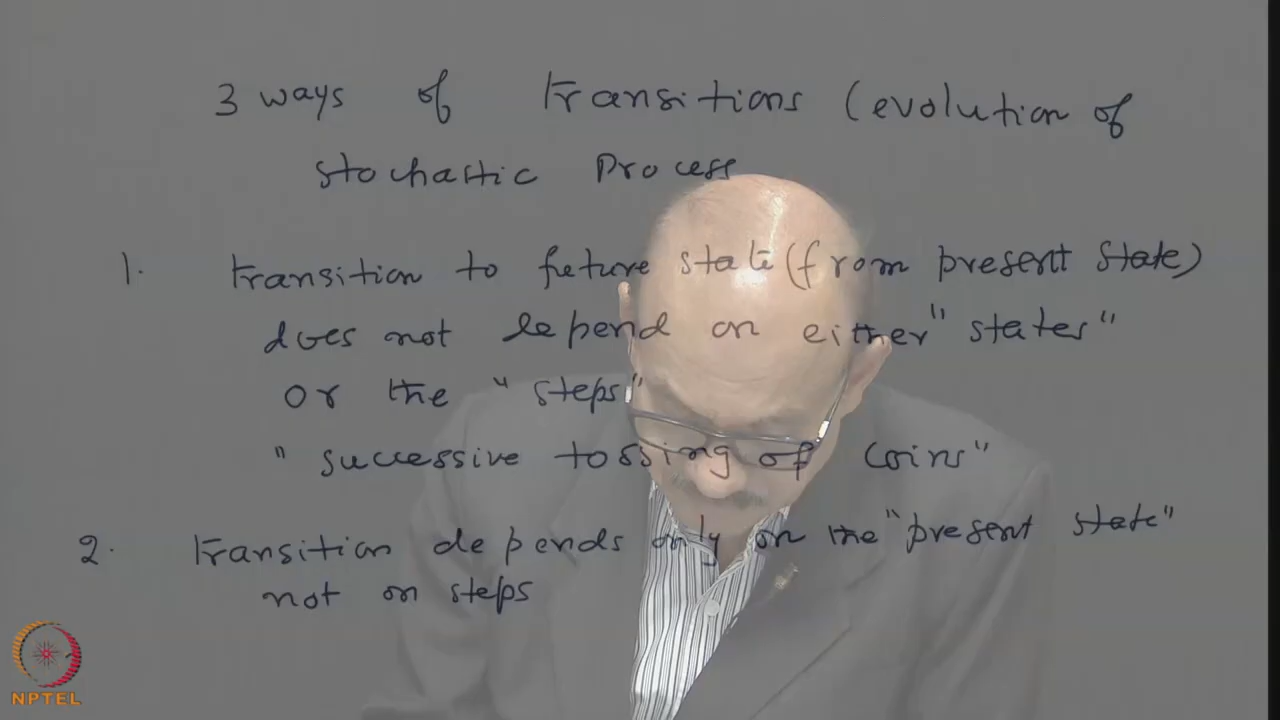 3 ways of transitions (evolution of
stochastic Process
1. transition to future state (from present state)
does not depend on either "states"
or the "steps"
" successive tossing of coins"
2. transition depends only on the "present state"
not on steps
NPTEL